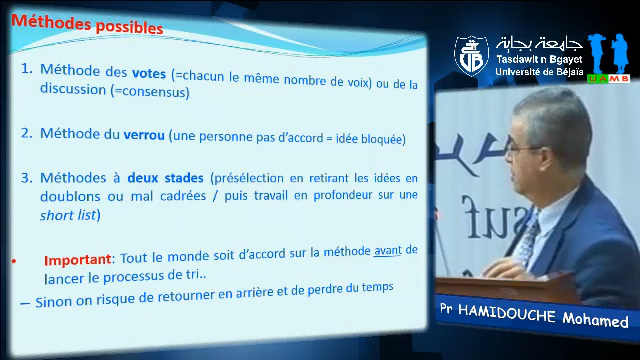 Méthodes possibles
1. Méthode des votes (=chacun le même nombre de voix) ou de la
discussion (=consensus)
2. Méthode du verrou (une personne pas d'accord = idée bloquée)
3. Méthodes à deux stades (présélection en retirant les idées en
doublons ou mal cadrées / puis travail en profondeur sur une
short list)
• Important: Tout le monde soit d'accord sur la méthode avant de
lancer le processus de tri..
– Sinon on risque de retourner en arrière et de perdre du temps
جامعة بجاية
Tasdawit n Bgayet
Université de Béjaïa
UAMB
Pr HAMIDOUCHE Mohamed